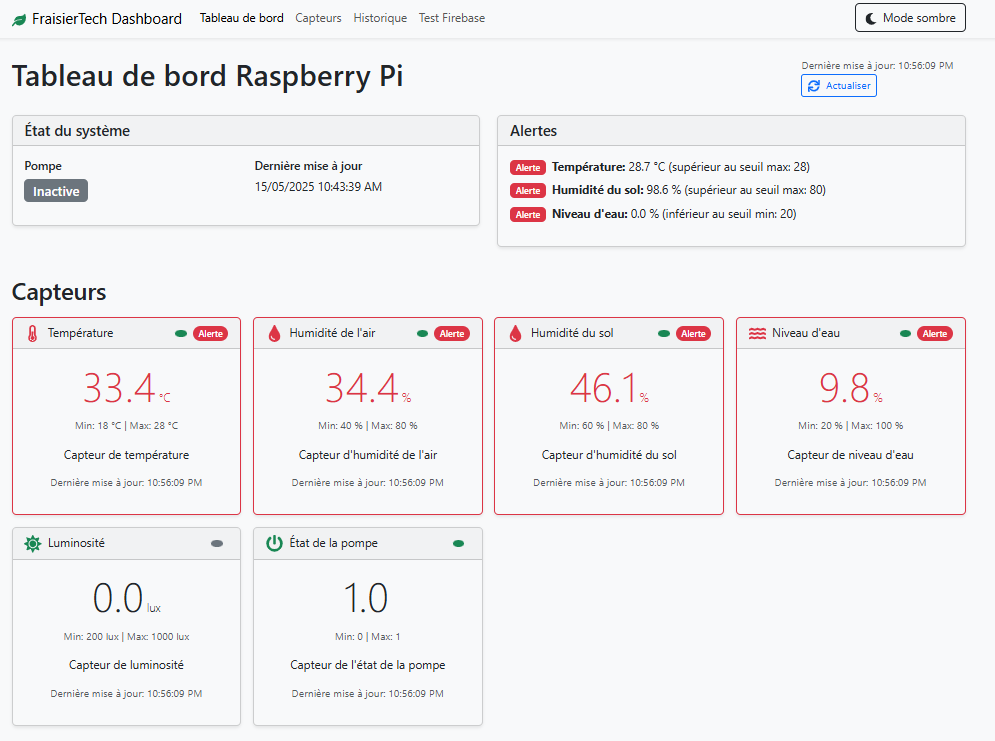 FraisierTech Dashboard Tableau de bord Capteurs Historique Test Firebase Mode sombre
Tableau de bord Raspberry Pi
Dernière mise à jour: 10:56:09 PM
Actualiser
État du système
Pompe
Inactive
Dernière mise à jour
15/05/2025 10:43:39 AM
Alertes
Alerte Température: 28.7 °C (supérieur au seuil max: 28)
Alerte Humidité du sol: 98.6 % (supérieur au seuil max: 80)
Alerte Niveau d'eau: 0.0 % (inférieur au seuil min: 20)
Capteurs
Température Alerte
33.4 °C
Min: 18 °C | Max: 28 °C
Capteur de température
Dernière mise à jour: 10:56:09 PM
Humidité de l'air Alerte
34.4 %
Min: 40 % | Max: 80 %
Capteur d'humidité de l'air
Dernière mise à jour: 10:56:09 PM
Humidité du sol Alerte
46.1 %
Min: 60 % | Max: 80 %
Capteur d'humidité du sol
Dernière mise à jour: 10:56:09 PM
Niveau d'eau Alerte
9.8 %
Min: 20 % | Max: 100 %
Capteur de niveau d'eau
Dernière mise à jour: 10:56:09 PM
Luminosité
0.0 lux
Min: 200 lux | Max: 1000 lux
Capteur de luminosité
Dernière mise à jour: 10:56:09 PM
État de la pompe
1.0
Min: 0 | Max: 1
Capteur de l'état de la pompe
Dernière mise à jour: 10:56:09 PM